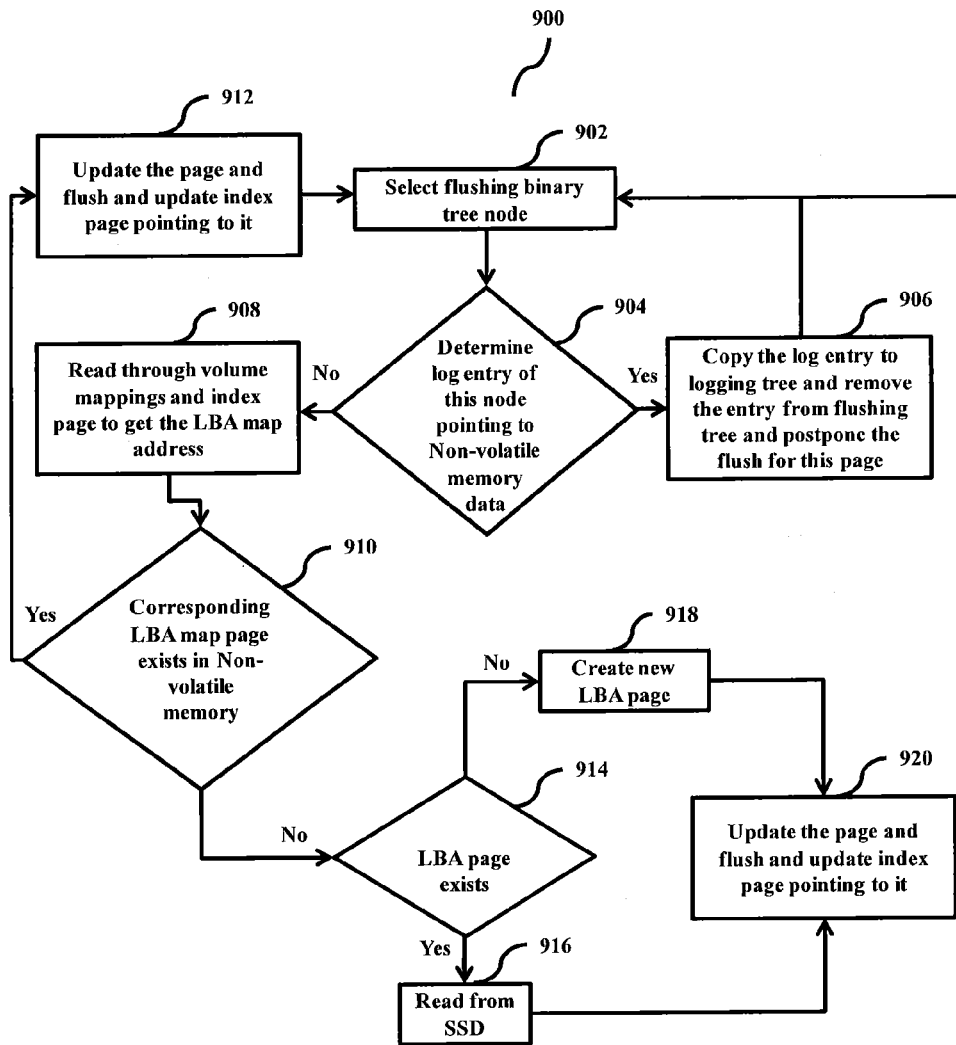 900
912
Update the page and
flush and update index
page pointing to it
902
Select flushing binary
tree node
904
Determine
log entry of
this node
pointing to
Non-volatile
memory
data
No
Yes
906
Copy the log entry to
logging tree and remove
the entry from flushing
tree and postpone the
flush for this page
908
Read through volume
mappings and index
page to get the LBA map
address
910
Corresponding
LBA map page
exists in Non-
volatile
memory
Yes
No
914
LBA page
exists
No
918
Create new
LBA page
Yes
916
Read from
SSD
920
Update the page and
flush and update index
page pointing to it